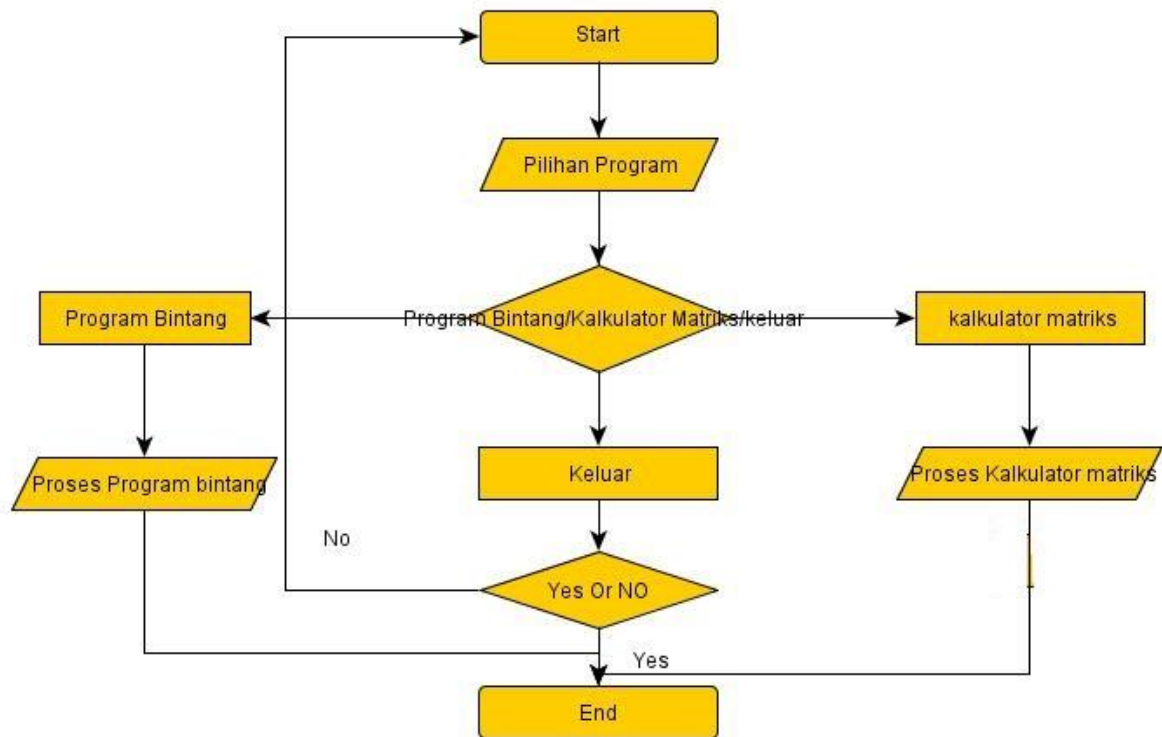 Start
Pilihan Program
Program Bintang
Program Bintang/Kalkulator Matriks/keluar
kalkulator matriks
Proses Program bintang
Keluar
Proses Kalkulator matriks
No
Yes Or NO
Yes
End